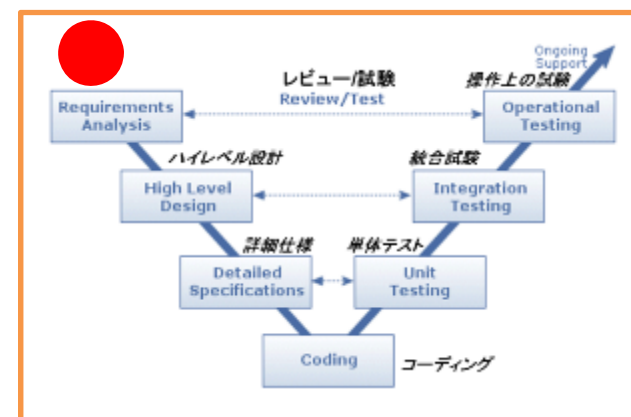 Ongoing
Support
レビュー/試験
操作上の試験
Requirements
Analysis
Review/Test
Operational
Testing
ハイレベル設計
統合試験
High Level
Design
Integration
Testing
詳細仕様
単体テスト
Detailed
Specifications
Unit
Testing
Coding
コーディング